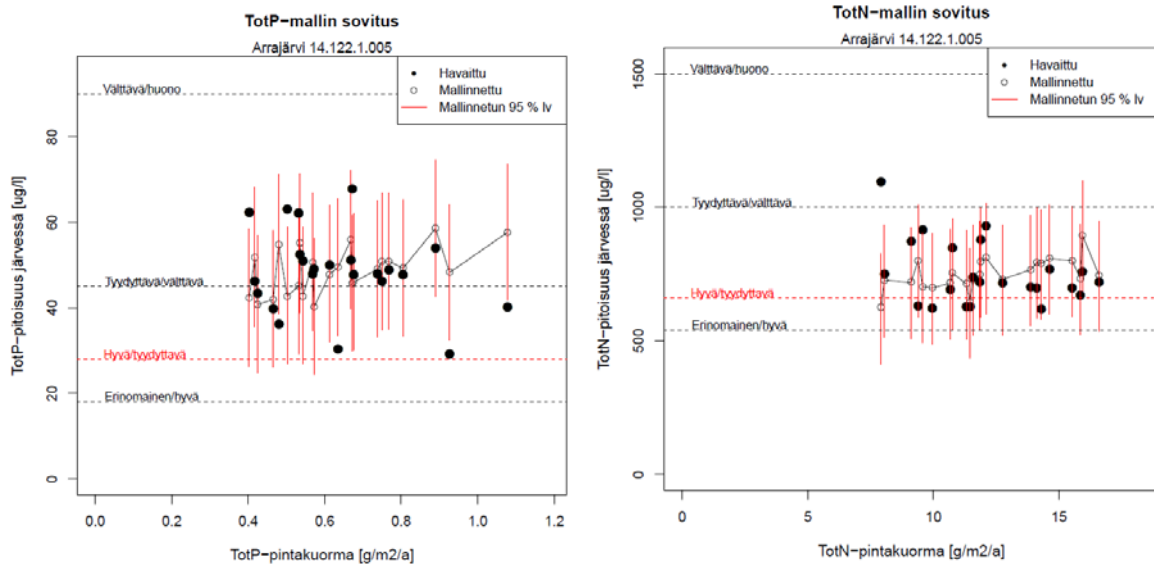 TotP-mallin sovitus
Arrajärvi 14.122.1.005
Havaittu
Mallinnettu
Mallinnetun 95 % lv
Välttävä/huono
Tyydyttävä/välttävä
Hyvä/tyydyttävä
Erinomainen/hyvä
TotP-pitoisuus järvessä [ug/l]
80
60
40
20
0
0.0 0.2 0.4 0.6 0.8 1.0 1.2
TotP-pintakuorma [g/m2/a]
TotN-mallin sovitus
Arrajärvi 14.122.1.005
Havaittu
Mallinnettu
Mallinnetun 95 % lv
Välttävä/huono
Tyydyttävä/välttävä
Hyvä/tyydyttavä
Erinomainen/hyvä
TotN-pitoisuus järvessä [ug/l]
1500
1000
500
0
0 5 10 15
TotN-pintakuorma [g/m2/a]